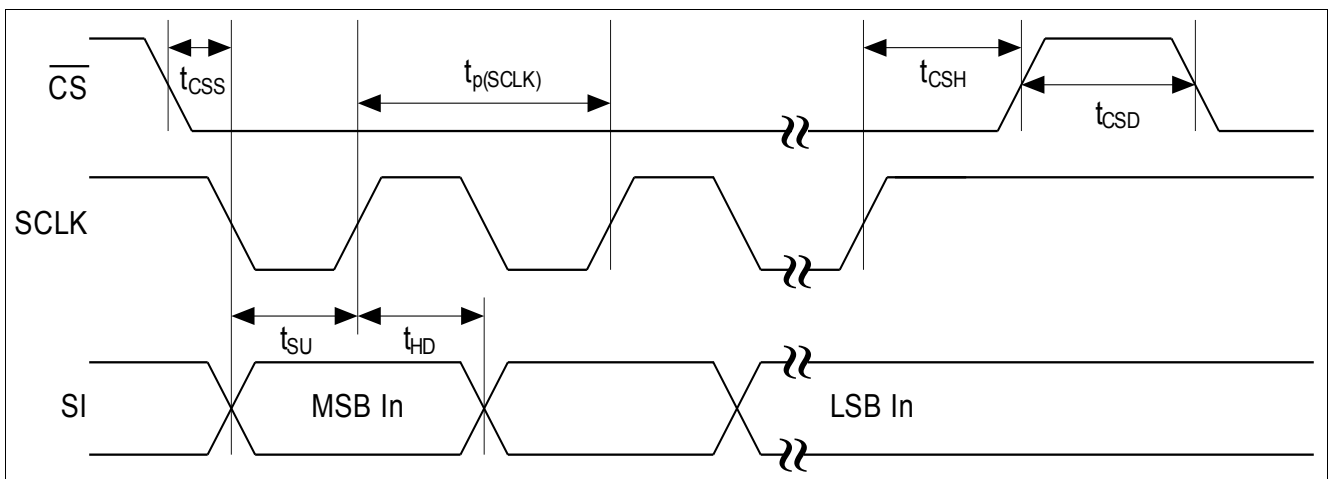 CS
tCSS
tp(SCLK)
tCSH
tCSD
SCLK
tSU
tHD
SI
MSB In
LSB In